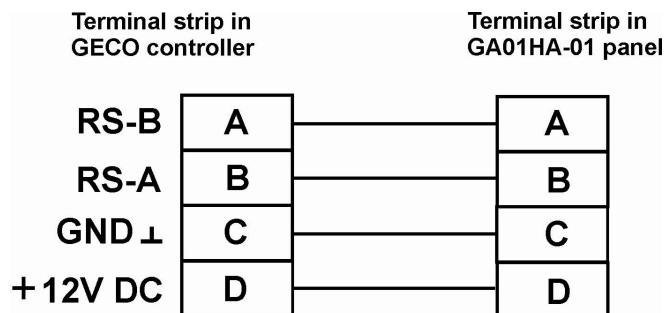 Terminal strip in
GECO controller
Terminal strip in
GA01HA-01 panel
RS-B A A
RS-A B B
GND ⊥ C C
+12V DC D D